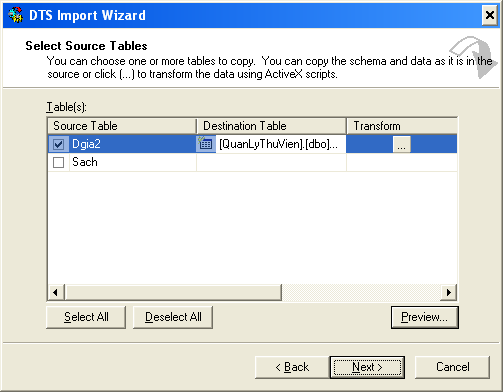 DTS Import Wizard
Select Source Tables
You can choose one or more tables to copy. You can copy the schema and data as it is in the
source or click (...) to transform the data using ActiveX scripts.
Table(s):
Source Table Destination Table Transform
Dgia2 [QuanLyThuVien].[dbo]... ...
Sach
Select All Deselect All Preview...
< Back Next > Cancel